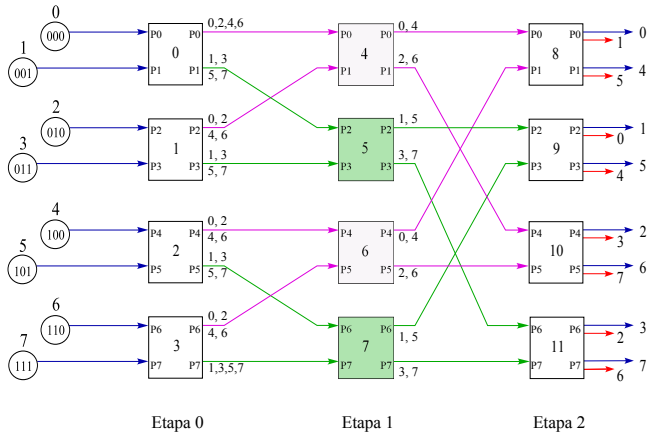 0
000
1
001
P0 P0
P1 P1
0
0,2,4,6
1, 3
5, 7
P0 P0
P1 P1
4
0, 4
2, 6
P0 P0
P1 P1
8
0
1
4
5
2
010
3
011
P2 P2
P3 P3
1
0, 2
4, 6
1, 3
5, 7
P2 P2
P3 P3
5
1, 5
3, 7
P2 P2
P3 P3
9
1
0
5
4
4
100
5
101
P4 P4
P5 P5
2
0, 2
4, 6
1, 3
5, 7
P4 P4
P5 P5
6
0, 4
2, 6
P4 P4
P5 P5
10
2
3
6
7
6
110
7
111
P6 P6
P7 P7
3
0, 2
4, 6
1,3,5,7
P6 P6
P7 P7
7
1, 5
3, 7
P6 P6
P7 P7
11
3
2
7
6
Etapa 0
Etapa 1
Etapa 2